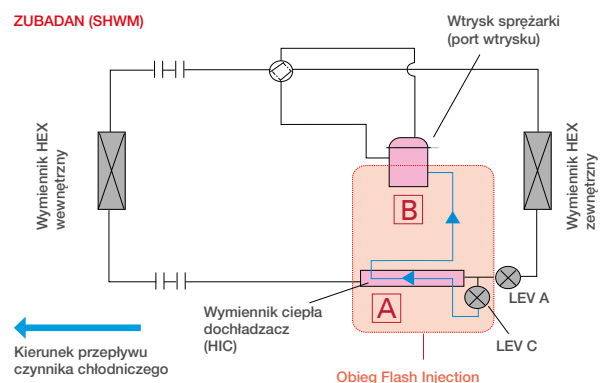 ZUBADAN (SHWM)
Wtrysk sprężarki
(port wtrysku)
Wymiennik HEX
wewnętrzny
Wymiennik HEX
zewnętrzny
B
A
LEV A
LEV C
Wymiennik ciepła
dochładzacz
(HIC)
Kierunek przepływu
czynnika chłodniczego
Obieg Flash Injection